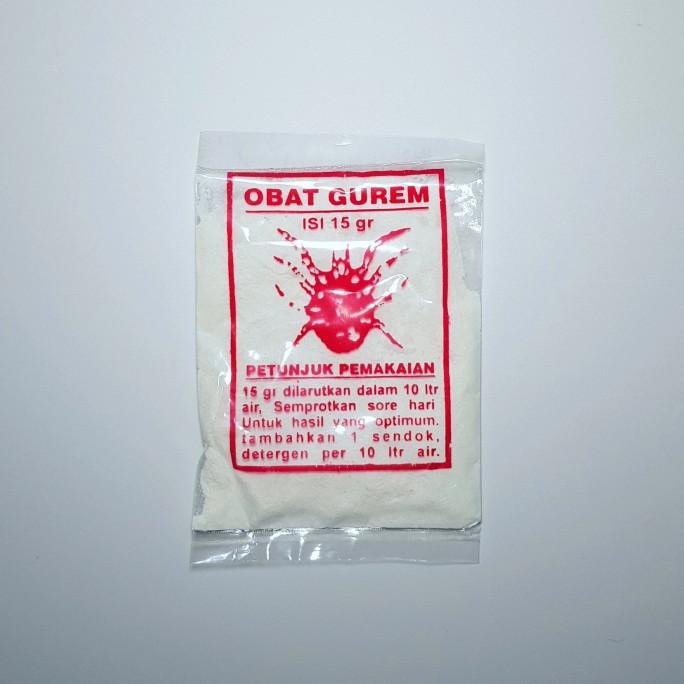 OBAT GUREM
ISI 15 gr
PETUNJUK PEMAKAIAN
15 gr dilarutkan dalam 10 ltr
air, Semprotkan sore hari
Untuk hasil yang optimum.
tambahkan 1 sendok,
detergen per 10 ltr air.